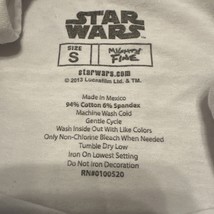 STAR
WARS
SIZE
S
MIGHTY
FINE
starwars.com
© 2013 Lucasfilm Ltd. & TM.
Made in Mexico
94% Cotton 6% Spandex
Machine Wash Cold
Gentle Cycle
Wash Inside Out With Like Colors
Only Non-Chlorine Bleach When Needed
Tumble Dry Low
Iron On Lowest Setting
Do Not Iron Decoration
RN#0100520